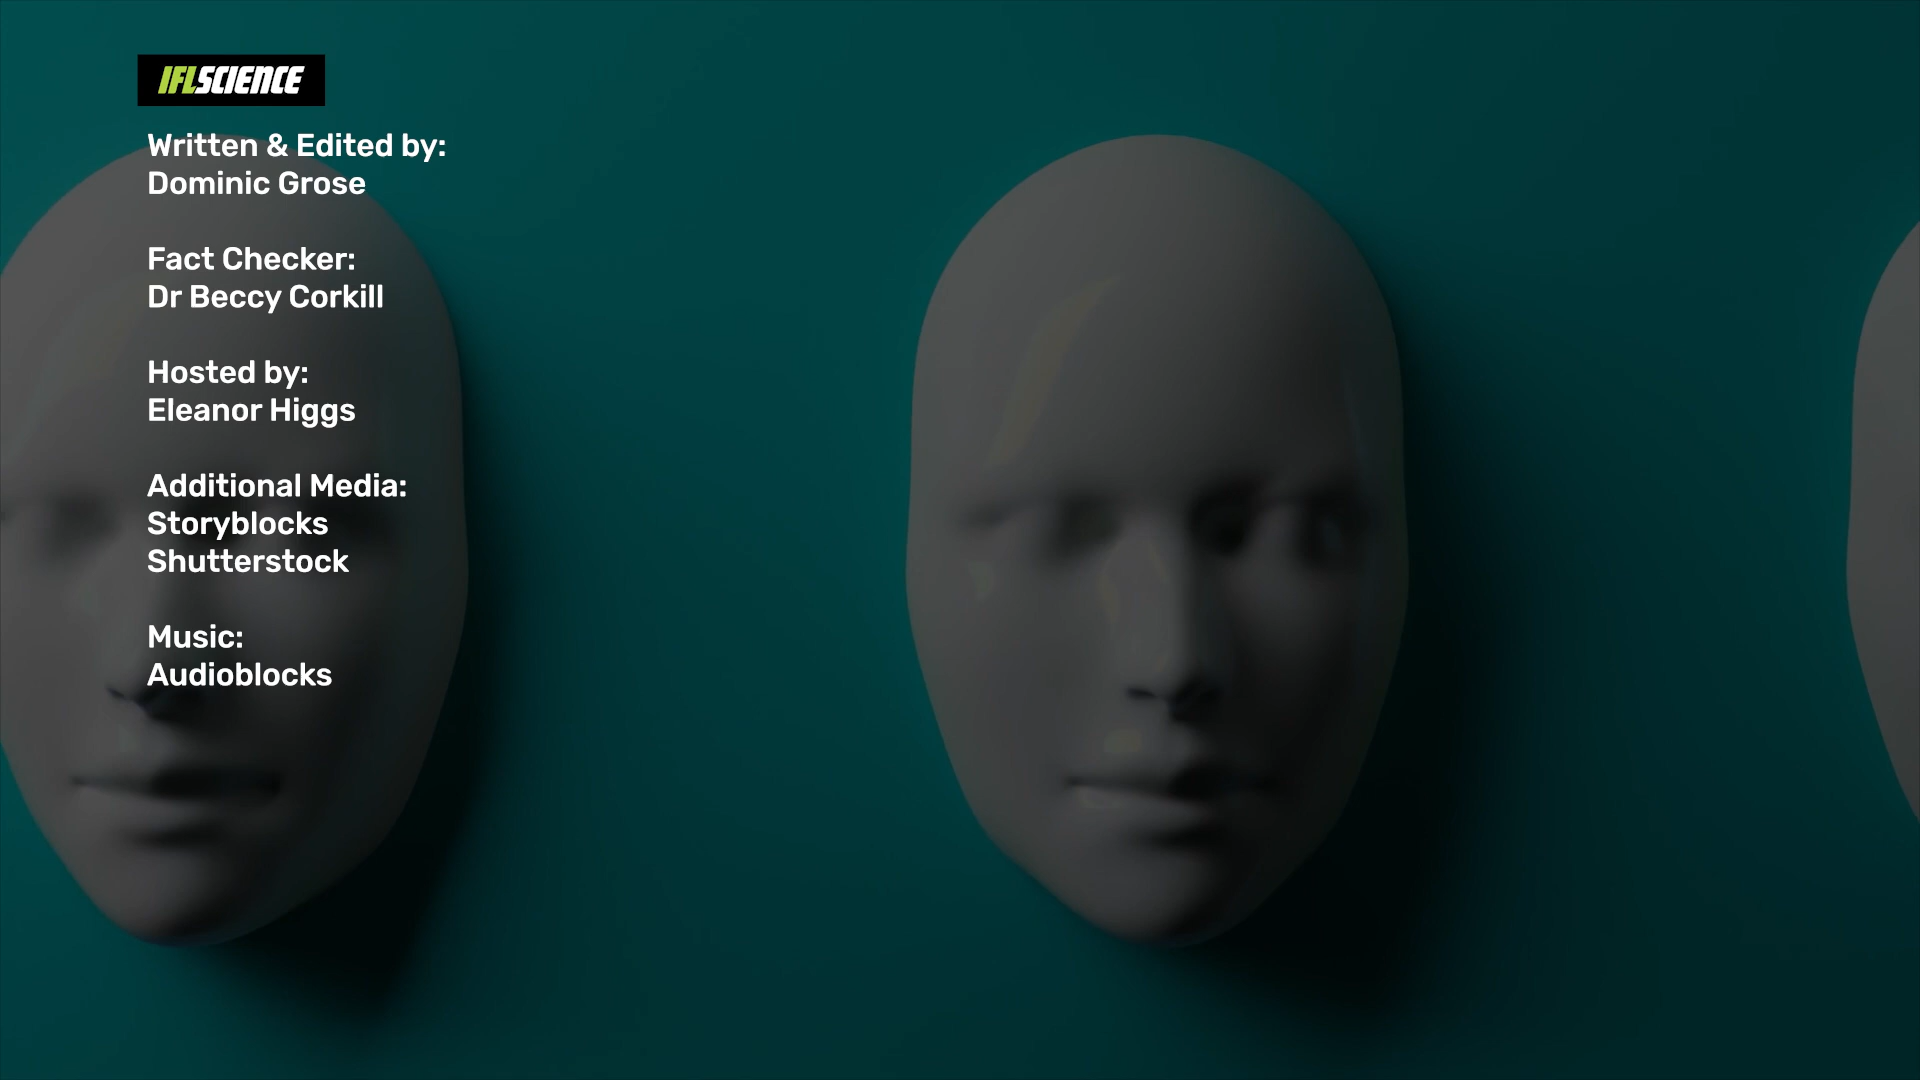 IFLSCIENCE
Written & Edited by:
Dominic Grose
Fact Checker:
Dr Beccy Corkill
Hosted by:
Eleanor Higgs
Additional Media:
Storyblocks
Shutterstock
Music:
Audioblocks